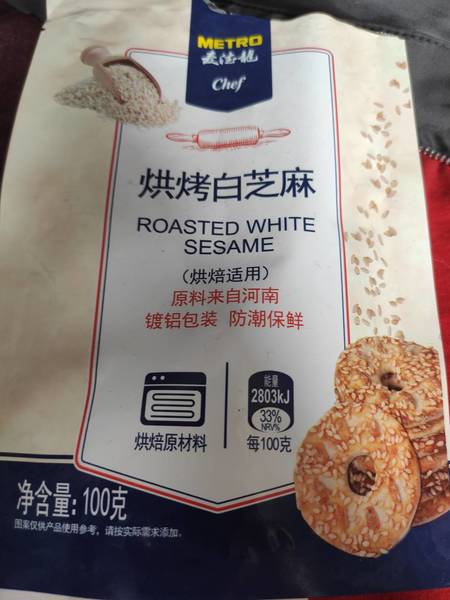 METRO
麦德龍
Chef
烘烤白芝麻
ROASTED WHITE
SESAME
（烘焙适用）
原料来自河南
镀铝包装 防潮保鲜
能量
2803kJ
33%
NRV%
烘焙原材料
每100克
净含量：100克
图案仅供产品使用参考，请按实际需求添加。